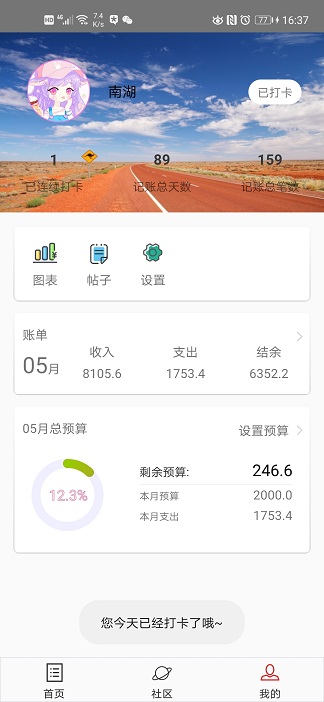 HD 4G 7.4 K/s 77 16:37
南湖 已打卡
1 89 159
已连续打卡 记账总天数 记账总笔数
图表 帖子 设置
账单
05月 收入 支出 结余
8105.6 1753.4 6352.2
05月总预算 设置预算
12.3%
剩余预算: 246.6
本月预算 2000.0
本月支出 1753.4
您今天已经打卡了哦~
首页 社区 我的